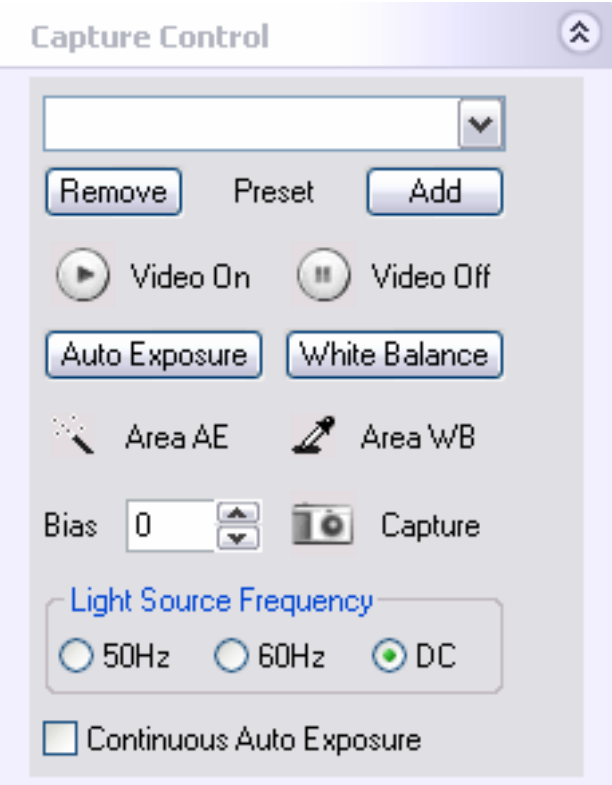 Capture Control
Remove Preset Add
Video On Video Off
Auto Exposure White Balance
Area AE Area WB
Bias 0 Capture
Light Source Frequency
50Hz 60Hz DC
Continuous Auto Exposure